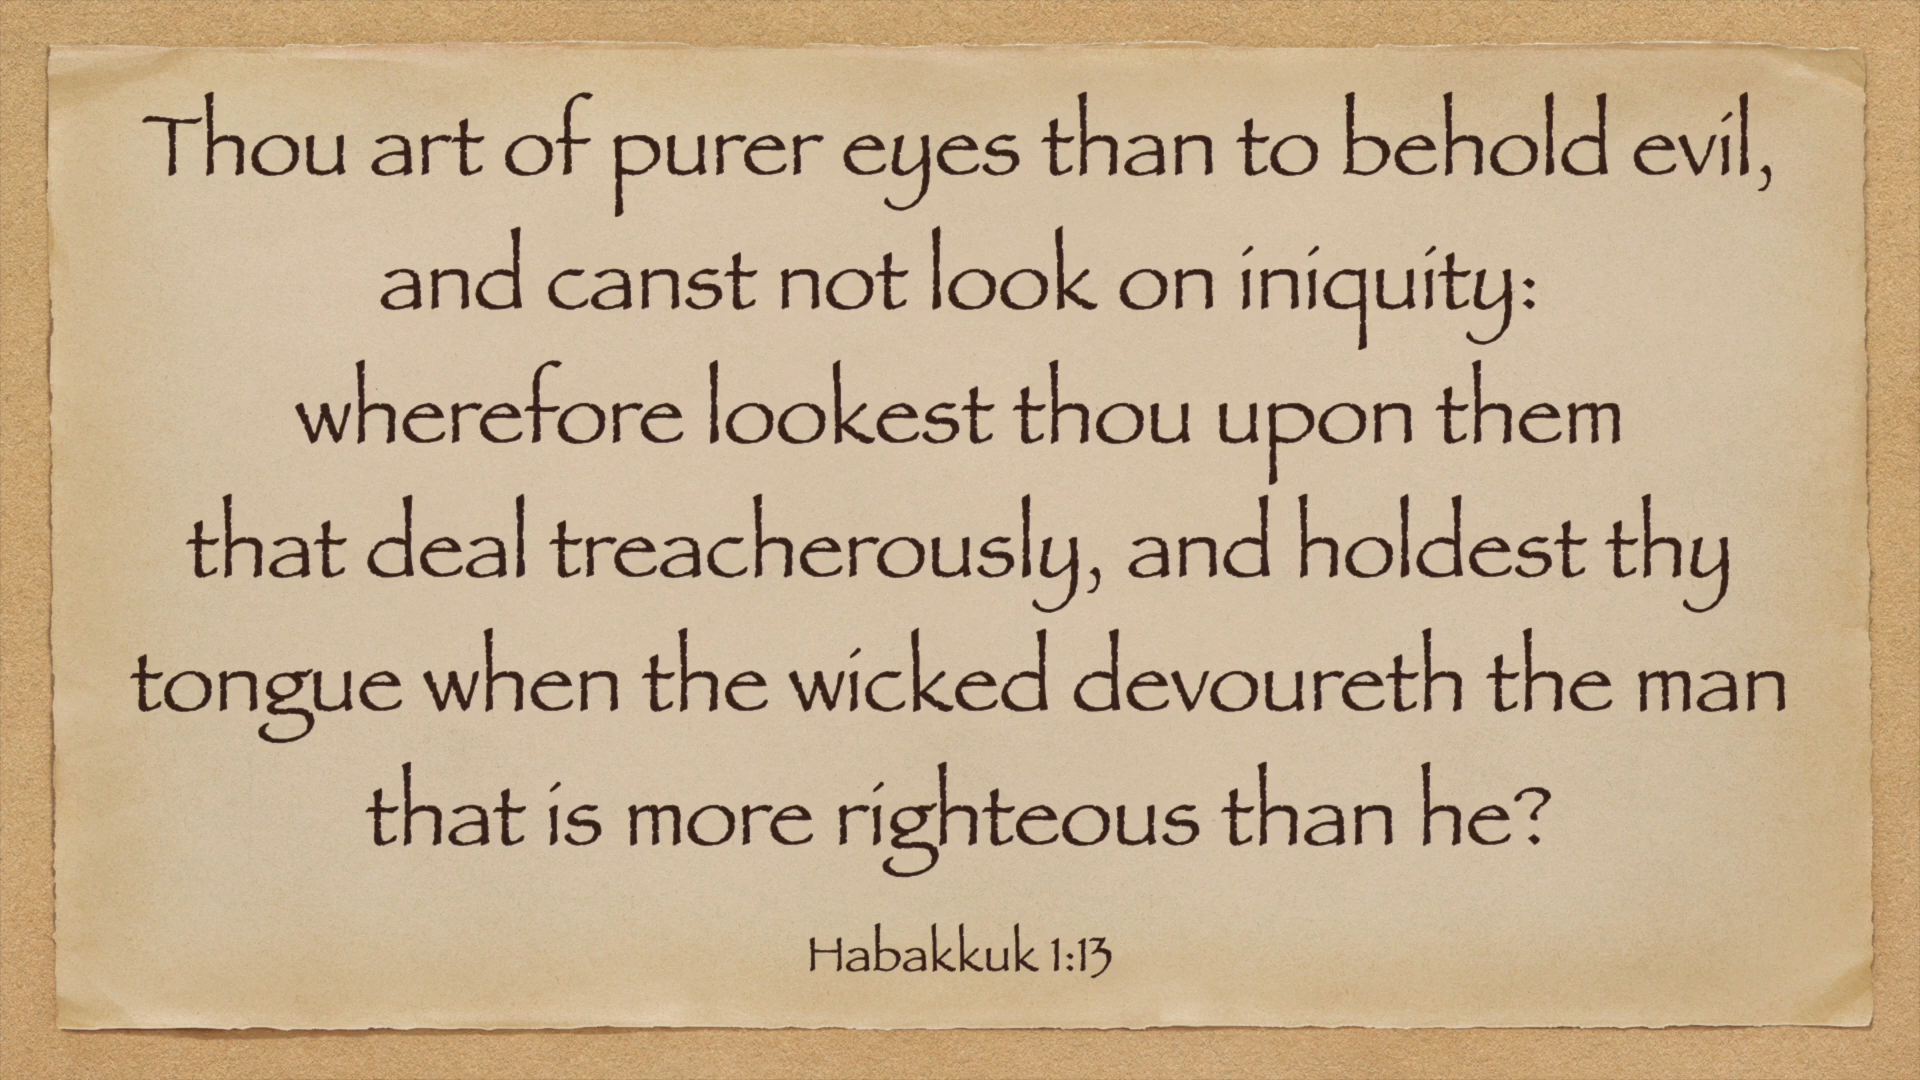 Thou art of purer eyes than to behold evil,
and canst not look on iniquity:
wherefore lookest thou upon them
that deal treacherously, and holdest thy
tongue when the wicked devoureth the man
that is more righteous than he?
Habakkuk 1:13